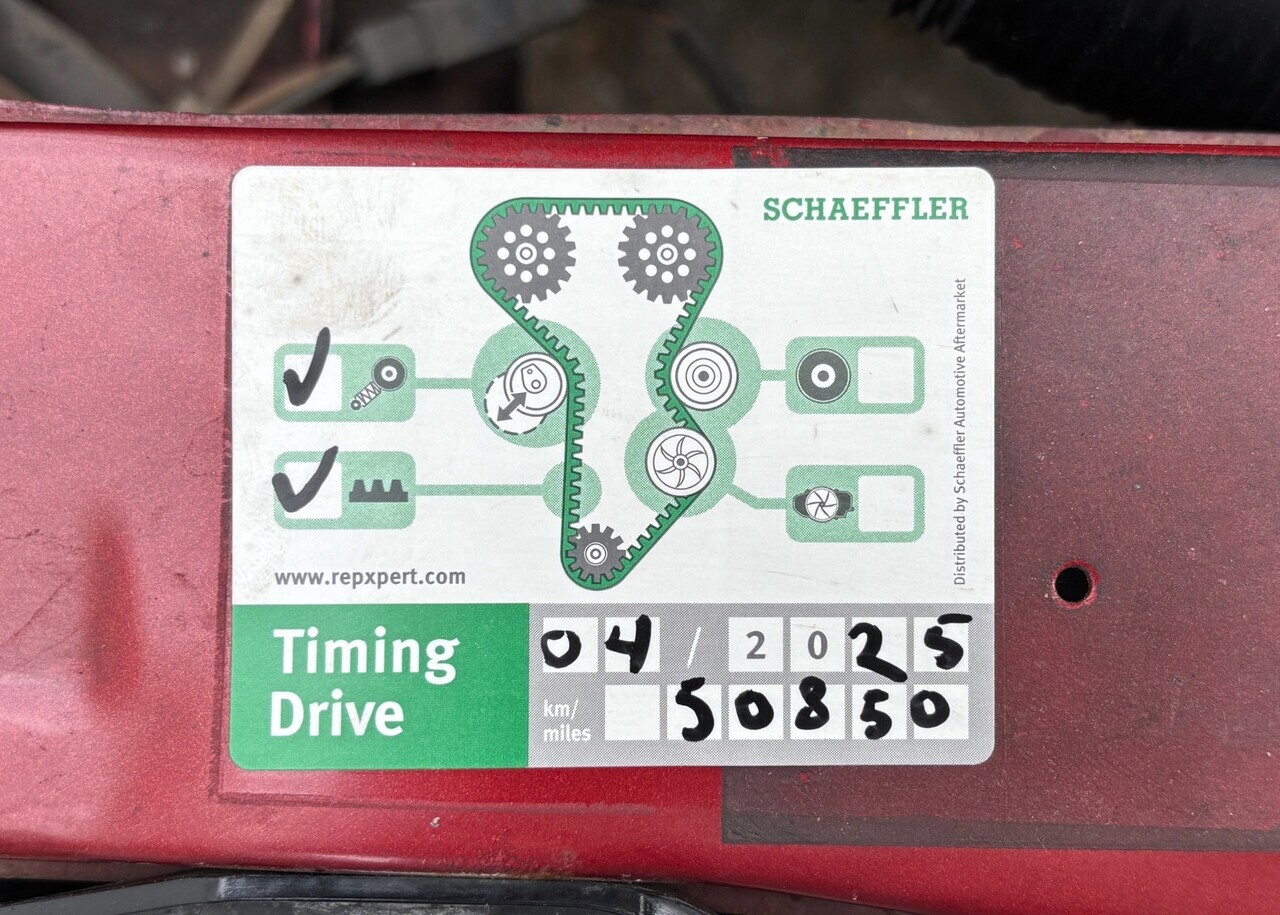 SCHAEFFLER
Distributed by Schaeffler Automotive Aftermarket
www.repxpert.com
Timing
Drive
04 / 2025
km/
miles
50850